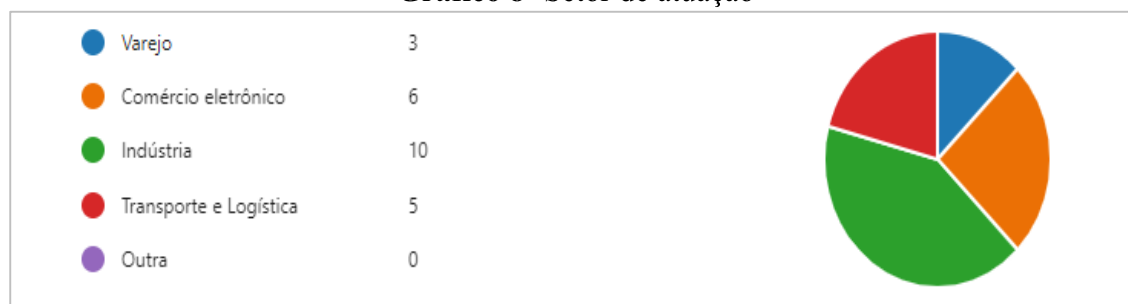 Varejo 3
Comércio eletrônico 6
Indústria 10
Transporte e Logística 5
Outra 0